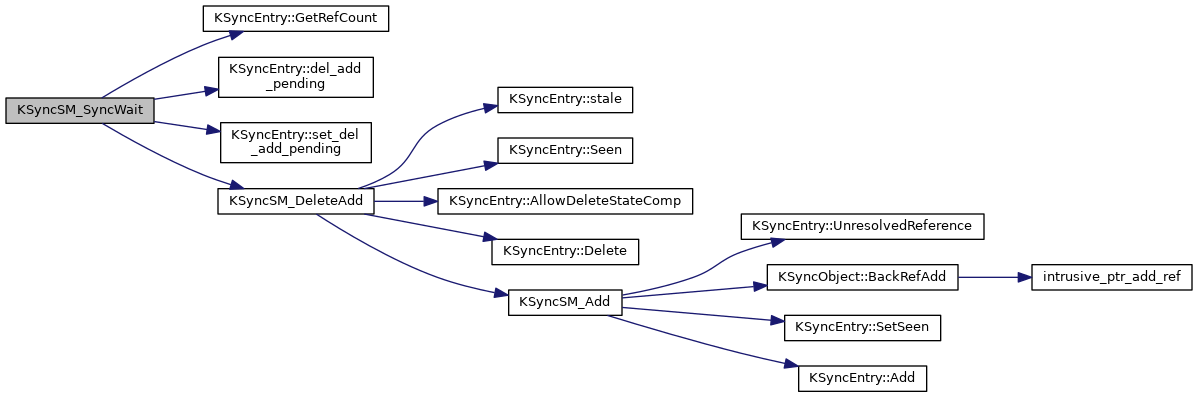 KSyncEntry::GetRefCount
KSyncEntry::del_add
_pending
KSyncSM_SyncWait
KSyncEntry::set_del
_add_pending
KSyncSM_DeleteAdd
KSyncEntry::stale
KSyncEntry::Seen
KSyncEntry::AllowDeleteStateComp
KSyncEntry::Delete
KSyncSM_Add
KSyncEntry::UnresolvedReference
KSyncObject::BackRefAdd
intrusive_ptr_add_ref
KSyncEntry::SetSeen
KSyncEntry::Add